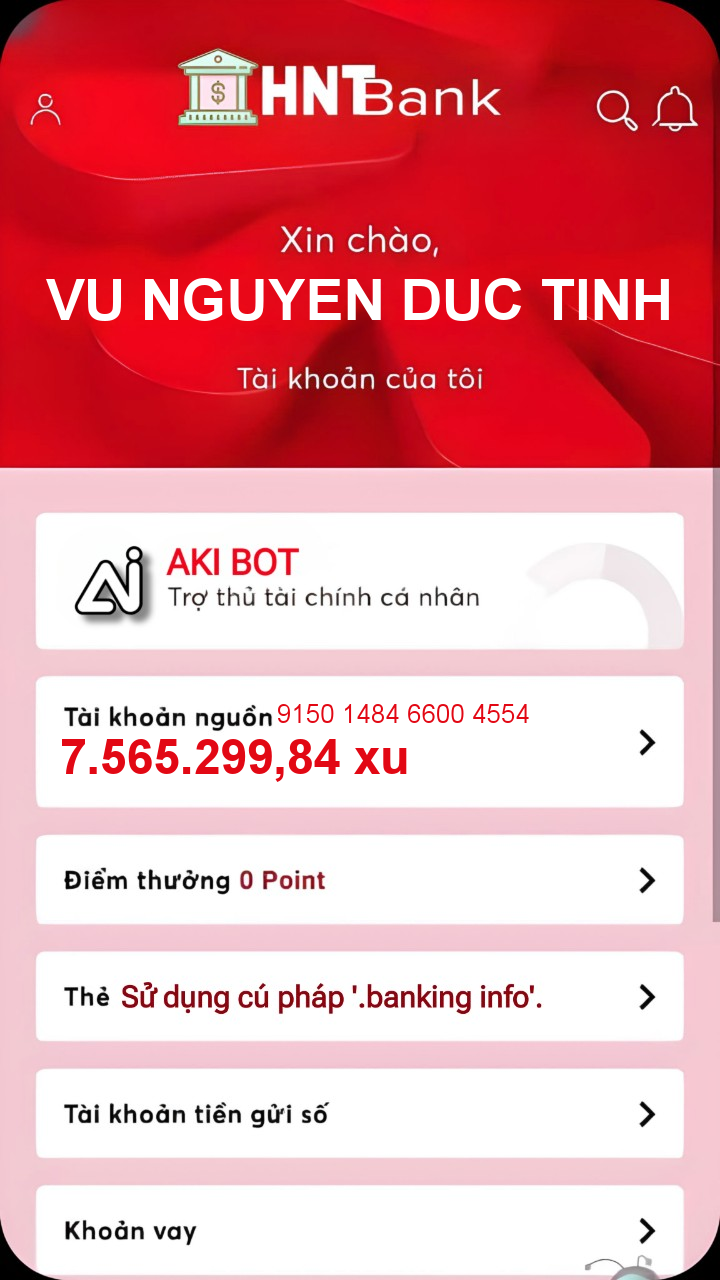 HNTBank
Xin chào,
VU NGUYEN DUC TINH
Tài khoản của tôi
AKI BOT
Trợ thủ tài chính cá nhân
Tài khoản nguồn 9150 1484 6600 4554
7.565.299,84 xu
Điểm thưởng 0 Point
Thẻ Sử dụng cú pháp '.banking info'.
Tài khoản tiền gửi số
Khoản vay